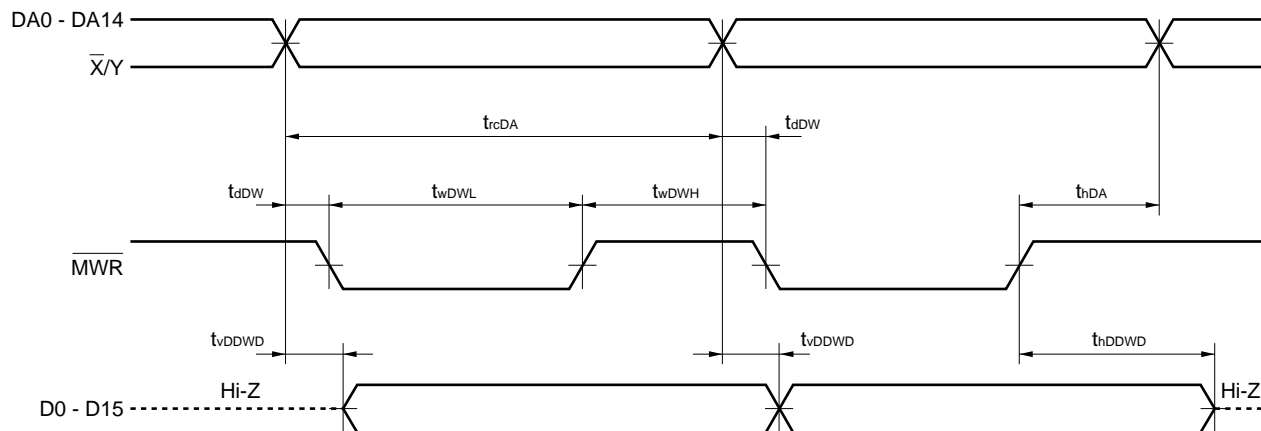 DA0 - DA14
X/Y
trcDA
tdDW
tdDW
twDWL
twDWH
thDA
MWR
tvDDWD
tvDDWD
thDDWD
Hi-Z
Hi-Z
D0 - D15